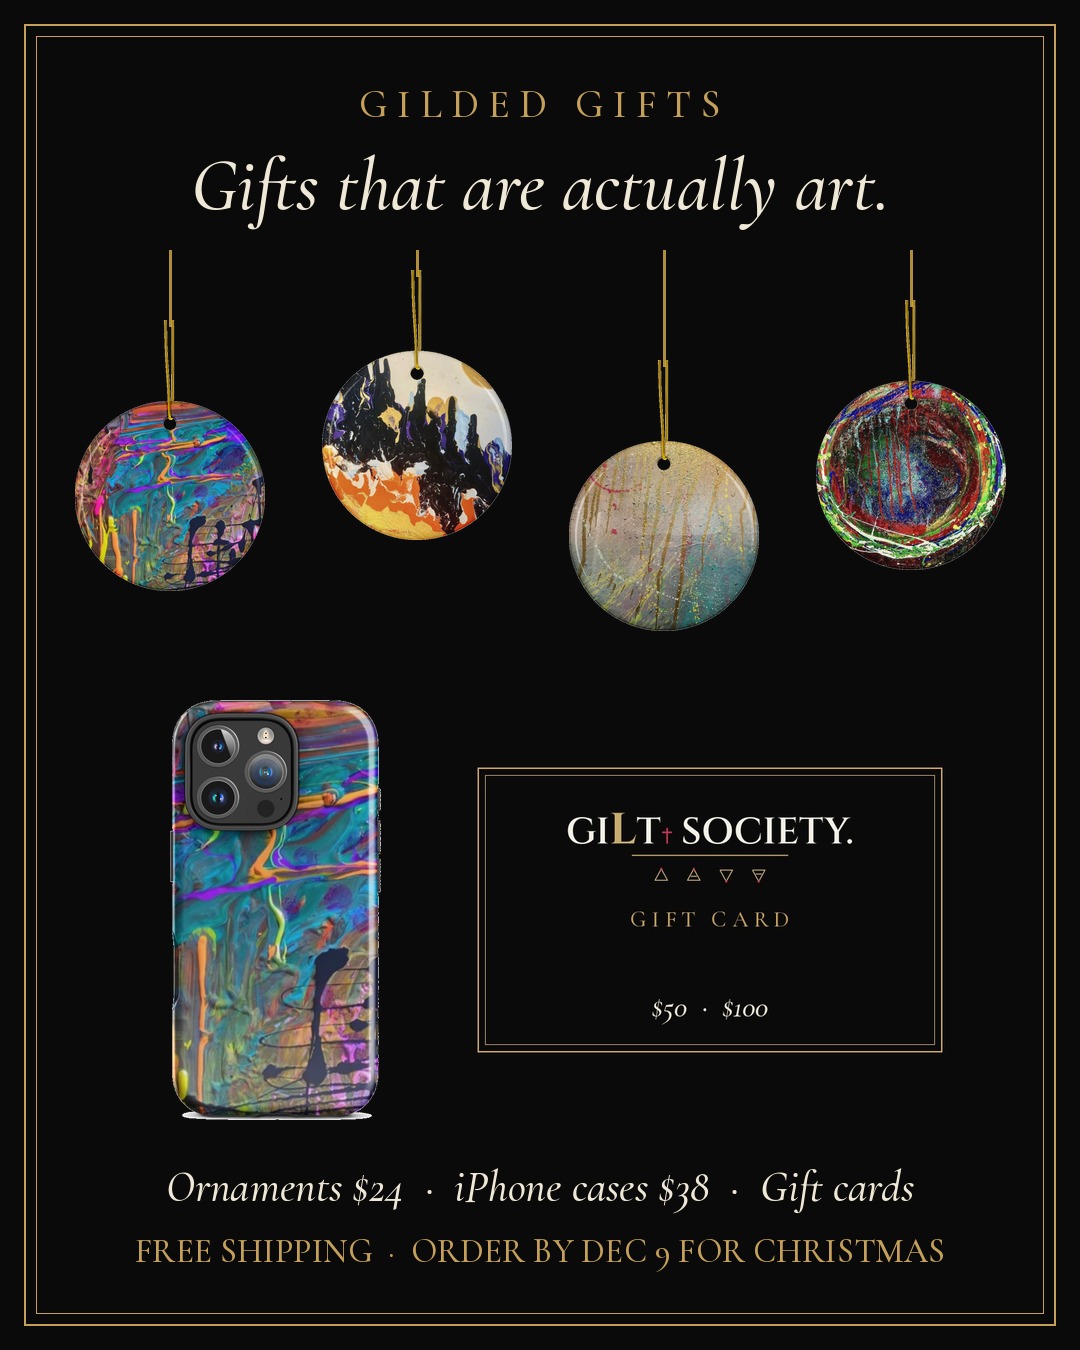 GILDED GIFTS
Gifts that are actually art.
GILT† SOCIETY.
GIFT CARD
$50 · $100
Ornaments $24 · iPhone cases $38 · Gift cards
FREE SHIPPING · ORDER BY DEC 9 FOR CHRISTMAS